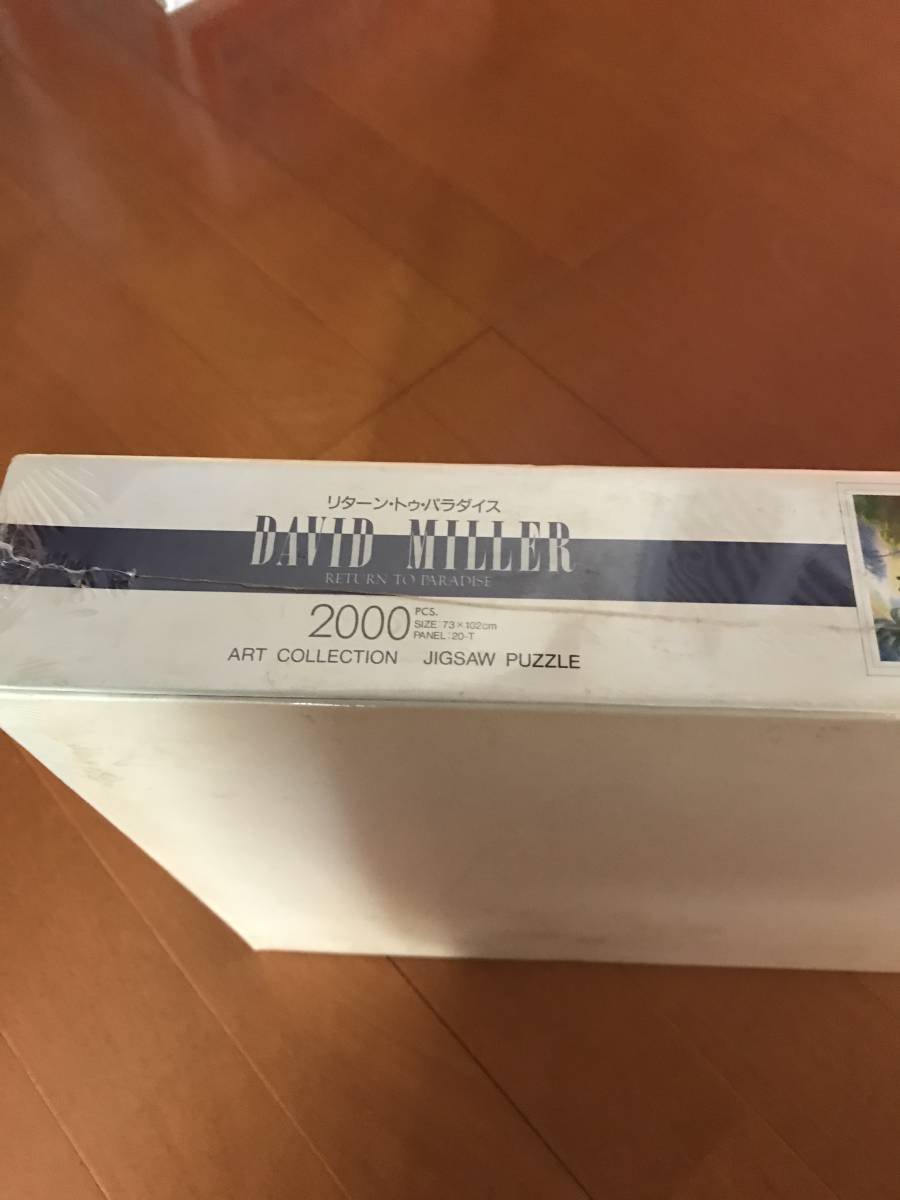 リターン・トゥ・パラダイス
DAVID MILLER
RETURN TO PARADISE
2000 PCS.
SIZE:73×102cm
PANEL:20-T
ART COLLECTION JIGSAW PUZZLE